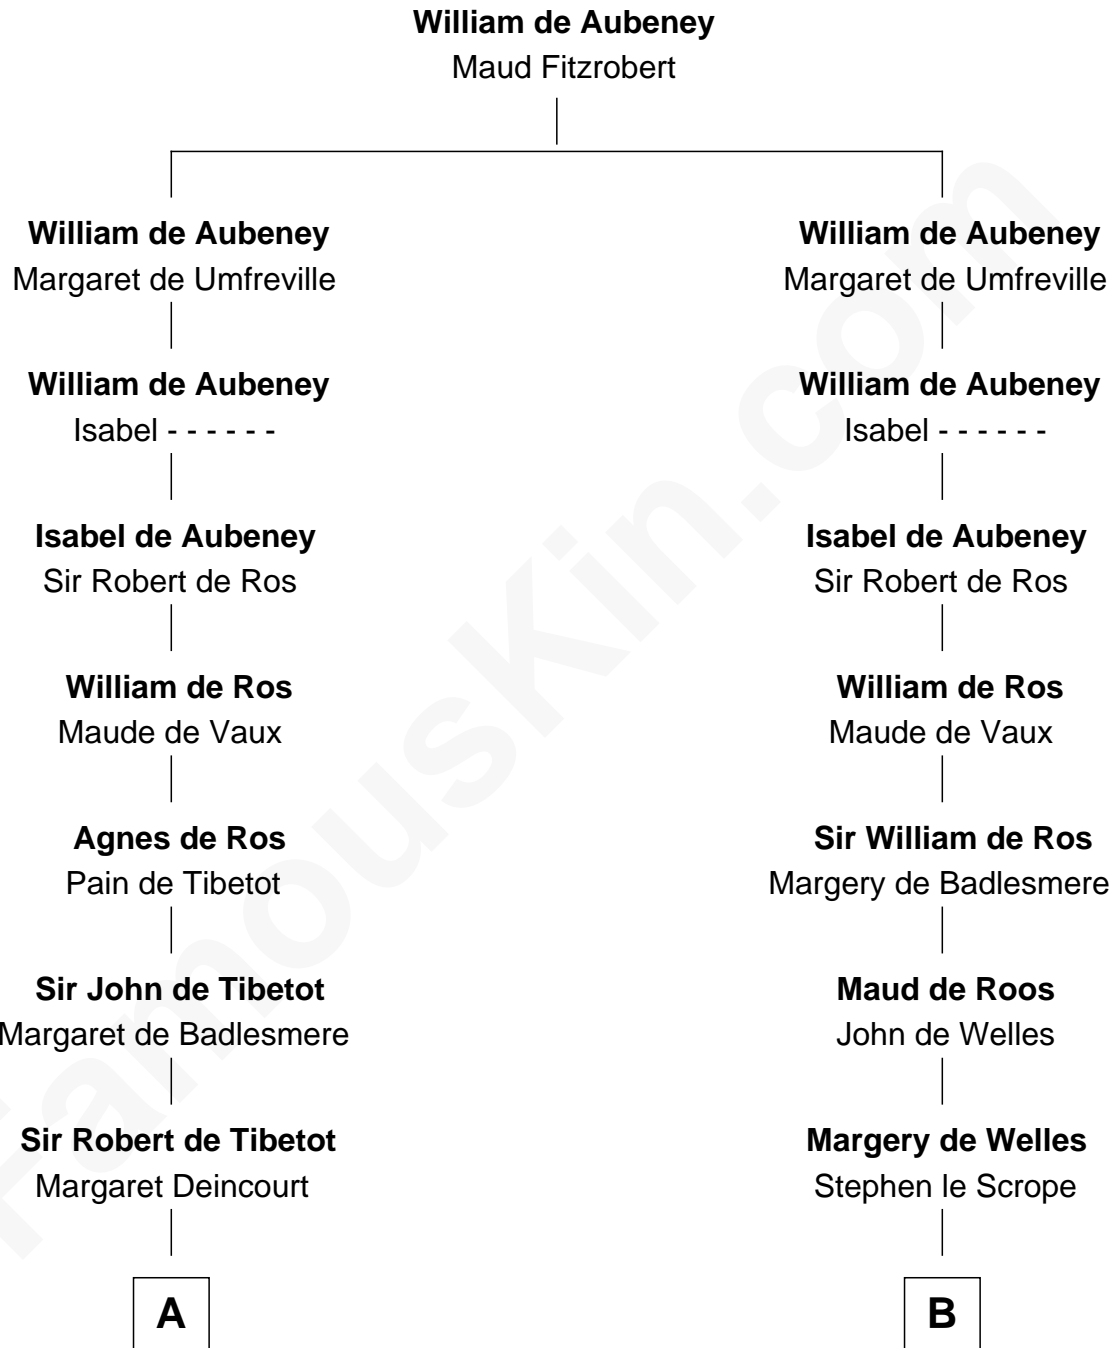 William de Aubeney
Maud Fitzrobert
William de Aubeney
Margaret de Umfreville
William de Aubeney
Margaret de Umfreville
William de Aubeney
Isabel - - - - - -
William de Aubeney
Isabel - - - - - -
Isabel de Aubeney
Sir Robert de Ros
Isabel de Aubeney
Sir Robert de Ros
William de Ros
Maude de Vaux
William de Ros
Maude de Vaux
Agnes de Ros
Pain de Tibetot
Sir William de Ros
Margery de Badlesmere
Sir John de Tibetot
Margaret de Badlesmere
Maud de Roos
John de Welles
Sir Robert de Tibetot
Margaret Deincourt
Margery de Welles
Stephen le Scrope
A
B
FamousKin.com